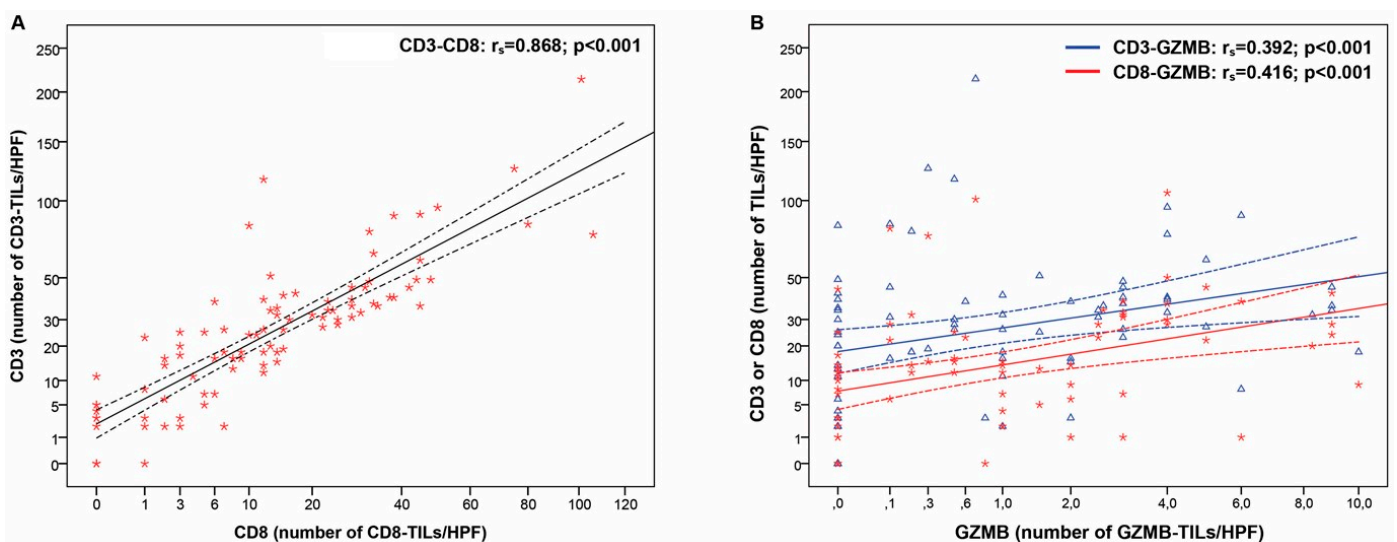 A
CD3-CD8: rs=0.868; p<0.001
250
200
150
100
50
30
20
10
5
1
0
CD3 (number of CD3-TILs/HPF)
0 1 3 6 10 20 40 60 80 100 120
CD8 (number of CD8-TILs/HPF)
B
CD3-GZMB: rs=0.392; p<0.001
CD8-GZMB: rs=0.416; p<0.001
250
200
150
100
50
30
20
10
5
1
0
CD3 or CD8 (number of TILs/HPF)
,0 ,1 ,3 ,6 1,0 2,0 4,0 6,0 8,0 10,0
GZMB (number of GZMB-TILs/HPF)